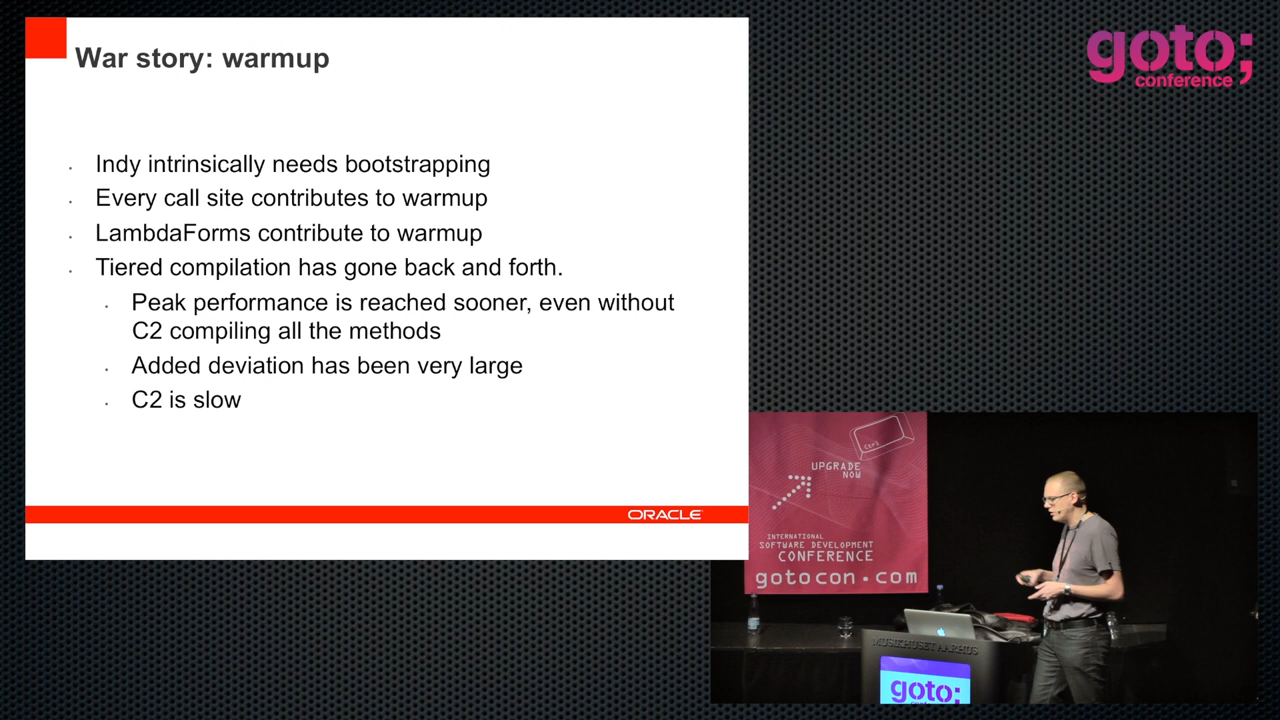 War story: warmup
goto;
conference
Indy intrinsically needs bootstrapping
Every call site contributes to warmup
LambdaForms contribute to warmup
Tiered compilation has gone back and forth.
Peak performance is reached sooner, even without
C2 compiling all the methods
Added deviation has been very large
C2 is slow
ORACLE
UPGRADE
NOW
INTERNATIONAL
SOFTWARE DEVELOPMENT
CONFERENCE
gotocon.com
MUSIKHUSET AARHUS
goto;